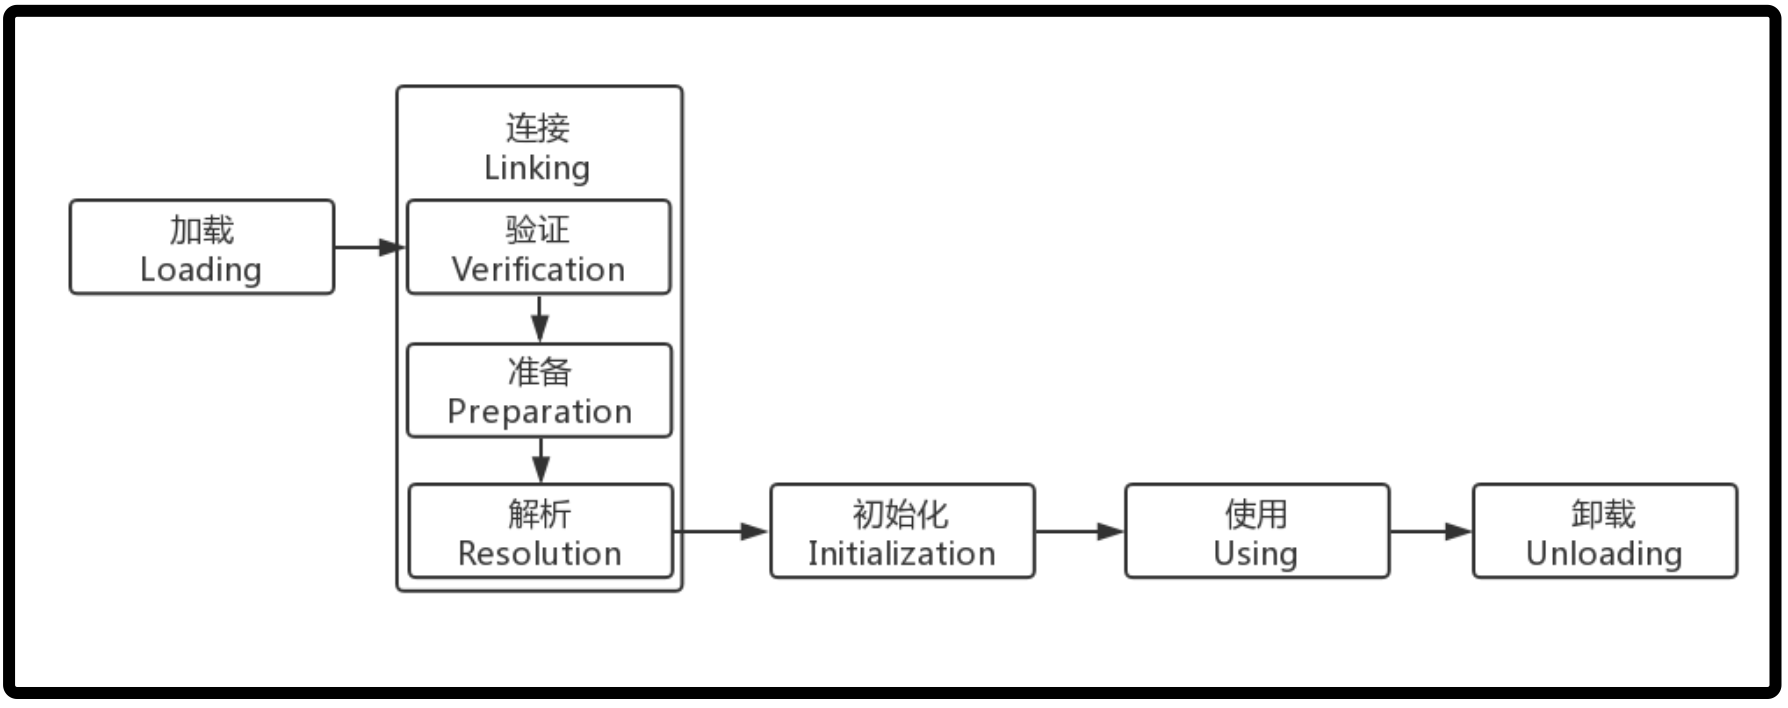 加载
Loading
连接
Linking
验证
Verification
准备
Preparation
解析
Resolution
初始化
Initialization
使用
Using
卸载
Unloading